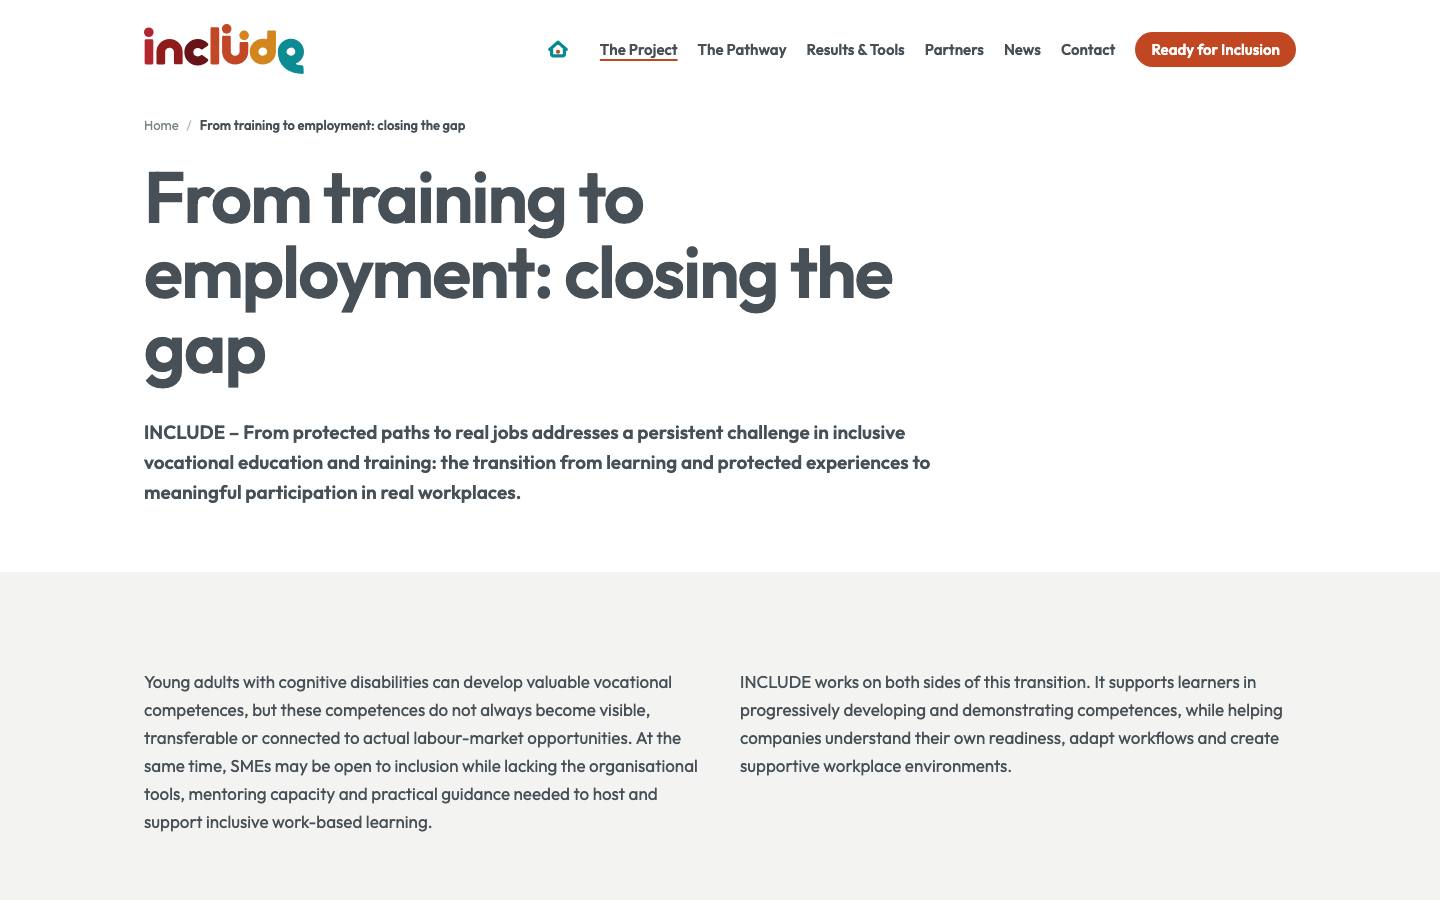 include
The Project
The Pathway
Results & Tools
Partners
News
Contact
Ready for Inclusion
Home / From training to employment: closing the gap
From training to
employment: closing the
gap
INCLUDE – From protected paths to real jobs addresses a persistent challenge in inclusive
vocational education and training: the transition from learning and protected experiences to
meaningful participation in real workplaces.
Young adults with cognitive disabilities can develop valuable vocational
competences, but these competences do not always become visible,
transferable or connected to actual labour-market opportunities. At the
same time, SMEs may be open to inclusion while lacking the organisational
tools, mentoring capacity and practical guidance needed to host and
support inclusive work-based learning.
INCLUDE works on both sides of this transition. It supports learners in
progressively developing and demonstrating competences, while helping
companies understand their own readiness, adapt workflows and create
supportive workplace environments.